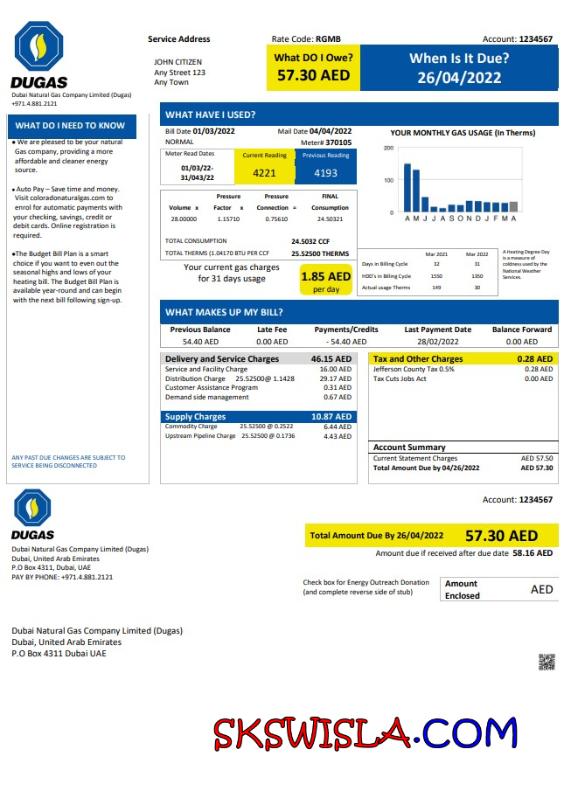 DUGAS
Dubai Natural Gas Company Limited (Dugas)
+971.4.881.2121
Service Address
JOHN CITIZEN
Any Street 123
Any Town
Rate Code: RGMB
Account: 1234567
What DO I Owe?
57.30 AED
When Is It Due?
26/04/2022
WHAT DO I NEED TO KNOW
• We are pleased to be your natural
Gas company, providing a more
affordable and cleaner energy
source.
• Auto Pay – Save time and money.
Visit coloradonaturalgas.com to
enrol for automatic payments with
your checking, savings, credit or
debit cards. Online registration is
required.
•The Budget Bill Plan is a smart
choice if you want to even out the
seasonal highs and lows of your
heating bill. The Budget Bill Plan is
available year-round and can begin
with the next bill following sign-up.
ANY PAST DUE CHANGES ARE SUBJECT TO
SERVICE BEING DISCONNECTED
WHAT HAVE I USED?
Bill Date 01/03/2022 Mail Date 04/04/2022
NORMAL Meter# 370105
Meter Read Dates Current Reading Previous Reading
01/03/22- 4221 4193
31/043/22
Pressure Pressure FINAL
Volume x Factor x Connection = Consumption
28.00000 1.15710 0.75610 24.50321
TOTAL CONSUMPTION 24.5032 CCF
TOTAL THERMS (1.04170 BTU PER CCF 25.52500 THERMS
Your current gas charges
for 31 days usage
1.85 AED
per day
YOUR MONTHLY GAS USAGE (In Therms)
200
100
0
A M J J A S O N D J F M A
Mar 2021 Mar 2022
Days in Billing Cycle 32 31
HDD's in Billing Cycle 1550 1350
Actual usage Therms 149 30
A Heating Degree Day
is a measure of
coldness used by the
National Weather
Services.
WHAT MAKES UP MY BILL?
Previous Balance Late Fee Payments/Credits Last Payment Date Balance Forward
54.40 AED 0.00 AED - 54.40 AED 28/02/2022 0.00 AED
Delivery and Service Charges 46.15 AED
Service and Facility Charge 16.00 AED
Distribution Charge 25.52500@ 1.1428 29.17 AED
Customer Assistance Program 0.31 AED
Demand side management 0.67 AED
Supply Charges 10.87 AED
Commodity Charge 25.52500 @ 0.2522 6.44 AED
Upstream Pipeline Charge 25.52500 @ 0.1736 4.43 AED
Tax and Other Charges 0.28 AED
Jefferson County Tax 0.5% 0.28 AED
Tax Cuts Jobs Act 0.00 AED
Account Summary
Current Statement Charges AED 57.50
Total Amount Due by 04/26/2022 AED 57.30
DUGAS
Dubai Natural Gas Company Limited (Dugas)
Dubai, United Arab Emirates
P.O Box 4311, Dubai, UAE
PAY BY PHONE: +971.4.881.2121
Account: 1234567
Total Amount Due By 26/04/2022 57.30 AED
Amount due if received after due date 58.16 AED
Check box for Energy Outreach Donation
(and complete reverse side of stub)
Amount
Enclosed
AED
Dubai Natural Gas Company Limited (Dugas)
Dubai, United Arab Emirates
P.O Box 4311 Dubai UAE
SKSWISLA.COM